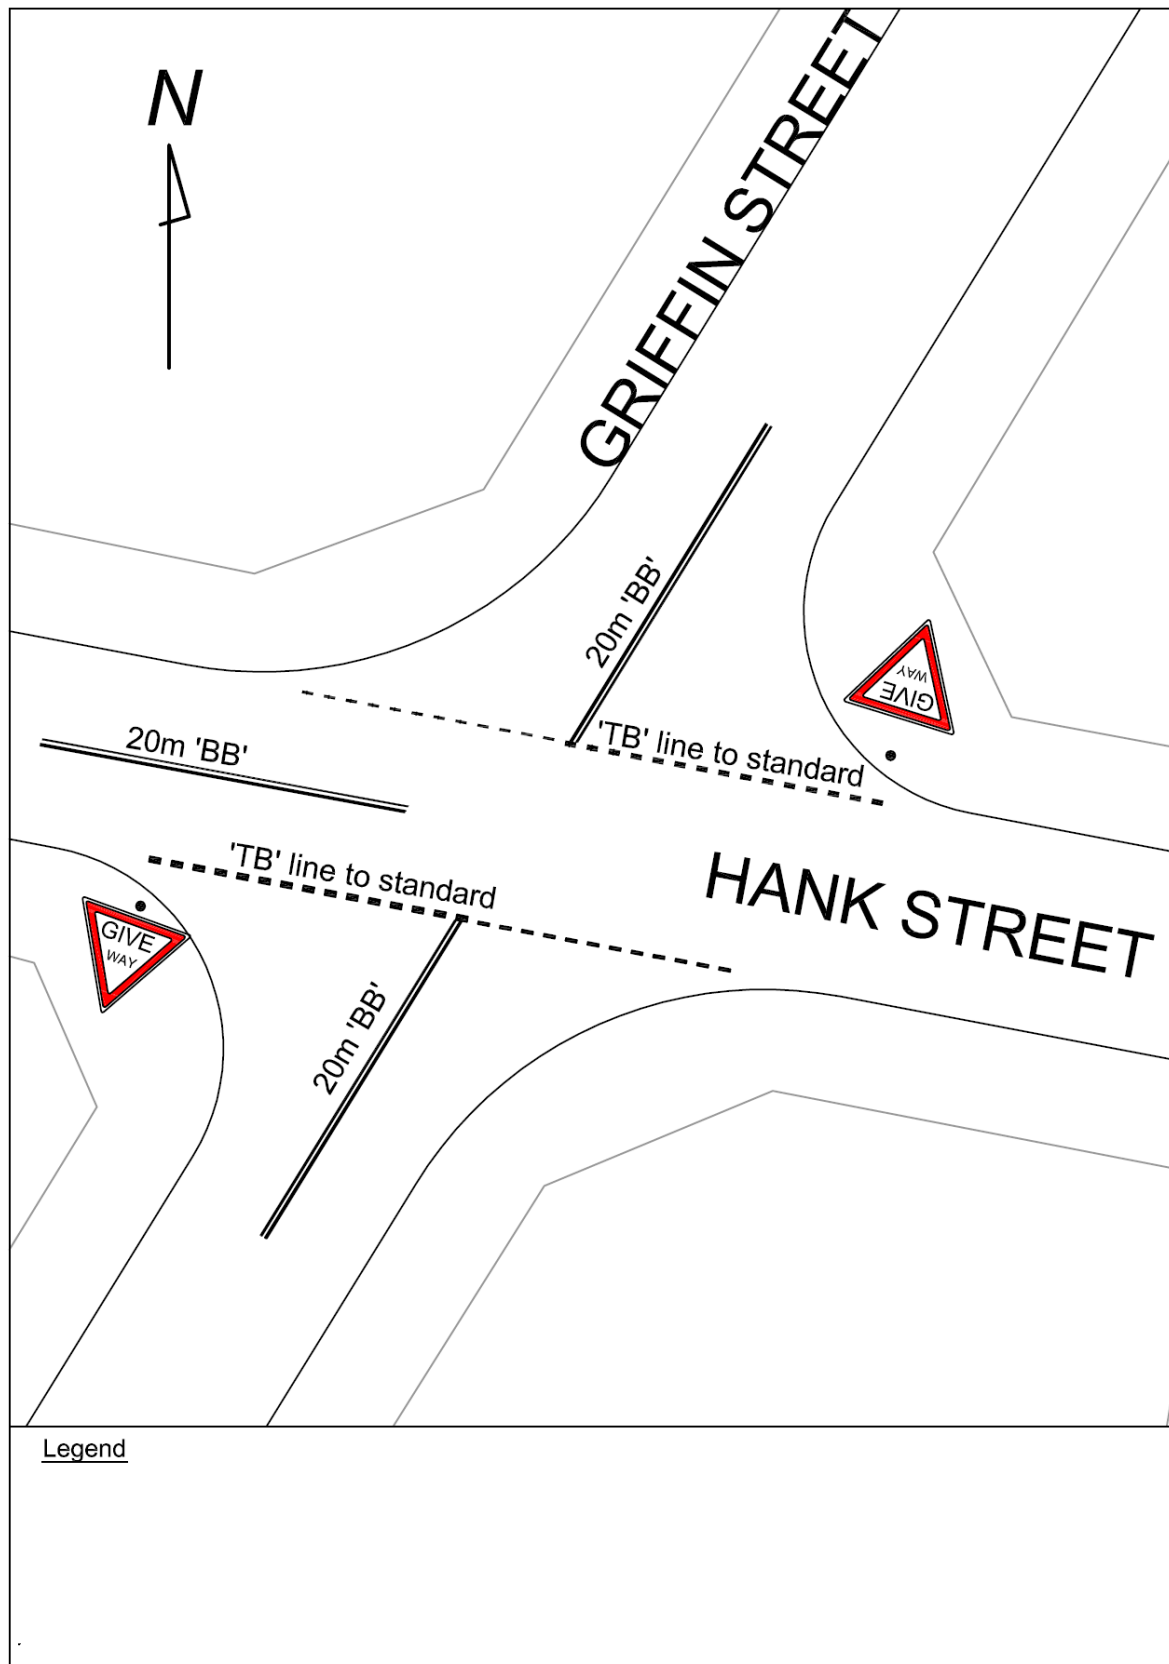 N
GRIFFIN STREET
20m 'BB'
GIVE
WAY
'TB' line to standard
20m 'BB'
'TB' line to standard
HANK STREET
GIVE
WAY
20m 'BB'
Legend